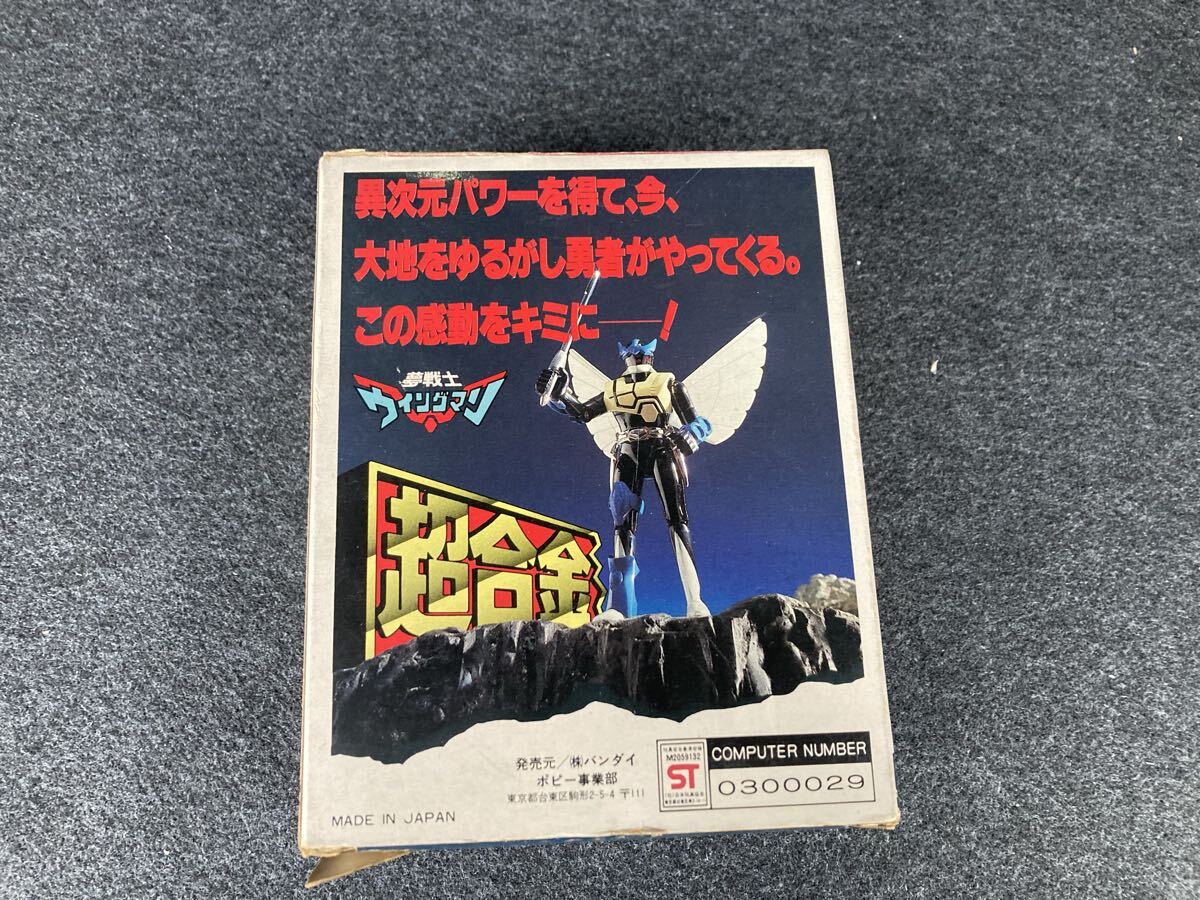 異次元パワーを得て、今、
大地をゆるがし勇者がやってくる。
この感動をキミに――!
夢戦士
ウイングマン
超合金
発売元/(株)バンダイ
ポピー事業部
東京都台東区駒形2-5-4 〒111
M2059132
ST
COMPUTER NUMBER
0300029
MADE IN JAPAN